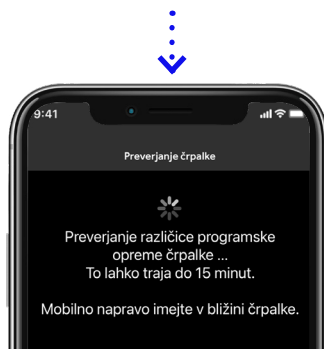 9:41
Preverjanje črpalke
Preverjanje različice programske
opreme črpalke ...
To lahko traja do 15 minut.
Mobilno napravo imejte v bližini črpalke.